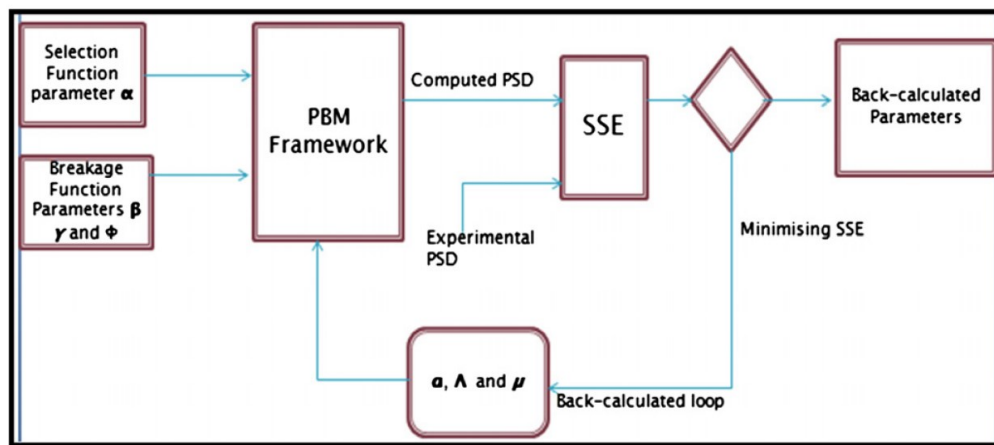 Selection
Function
parameter α
Breakage
Function
Parameters β
γ and Φ
PBM
Framework
Computed PSD
Experimental
PSD
SSE
Back-calculated
Parameters
Minimising SSE
Back-calculated loop
a, Λ and μ